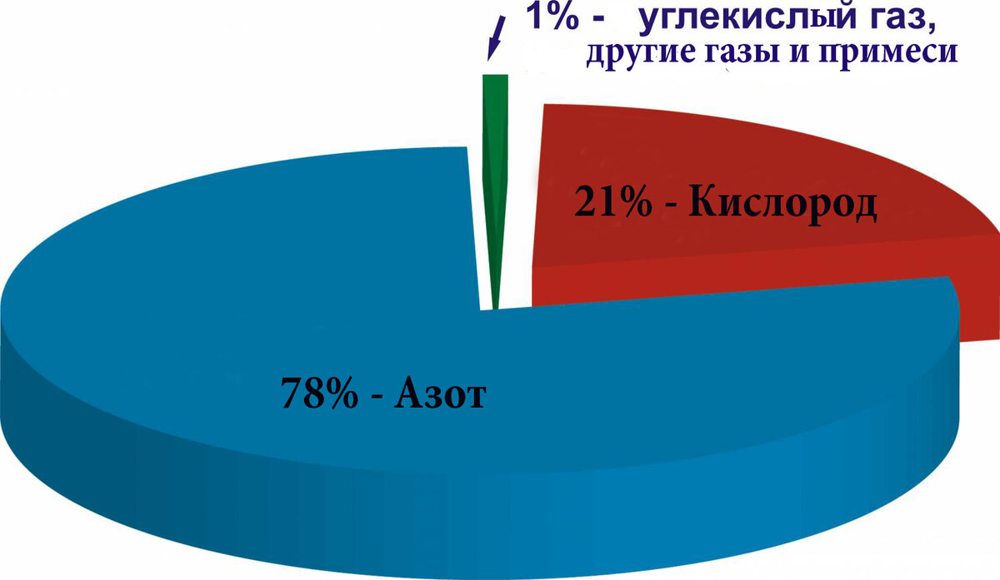 1% - углекислый газ,
другие газы и примеси
21% - Кислород
78% - Азот